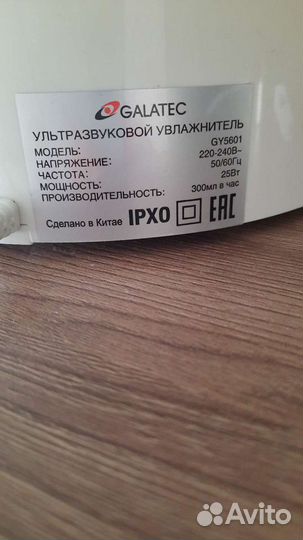 GALATEC
УЛЬТРАЗВУКОВОЙ УВЛАЖНИТЕЛЬ
МОДЕЛЬ: GY5601
НАПРЯЖЕНИЕ: 220-240В~
ЧАСТОТА: 50/60Гц
МОЩНОСТЬ: 25Вт
ПРОИЗВОДИТЕЛЬНОСТЬ: 300мл в час
Сделано в Китае IPX0 EAC
Avito